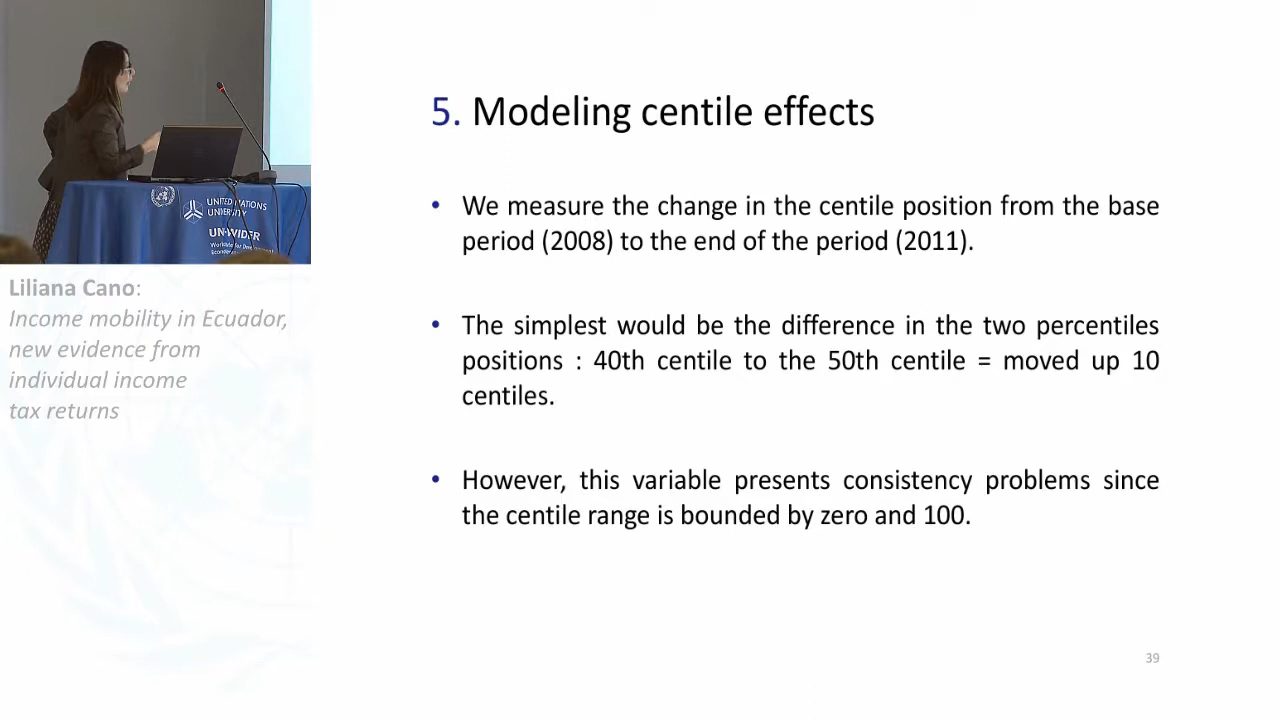 UNITED NATIONS
UNIVERSITY
UNU-WIDER
Liliana Cano:
Income mobility in Ecuador,
new evidence from
individual income
tax returns
5. Modeling centile effects
• We measure the change in the centile position from the base
period (2008) to the end of the period (2011).
• The simplest would be the difference in the two percentiles
positions : 40th centile to the 50th centile = moved up 10
centiles.
• However, this variable presents consistency problems since
the centile range is bounded by zero and 100.
39